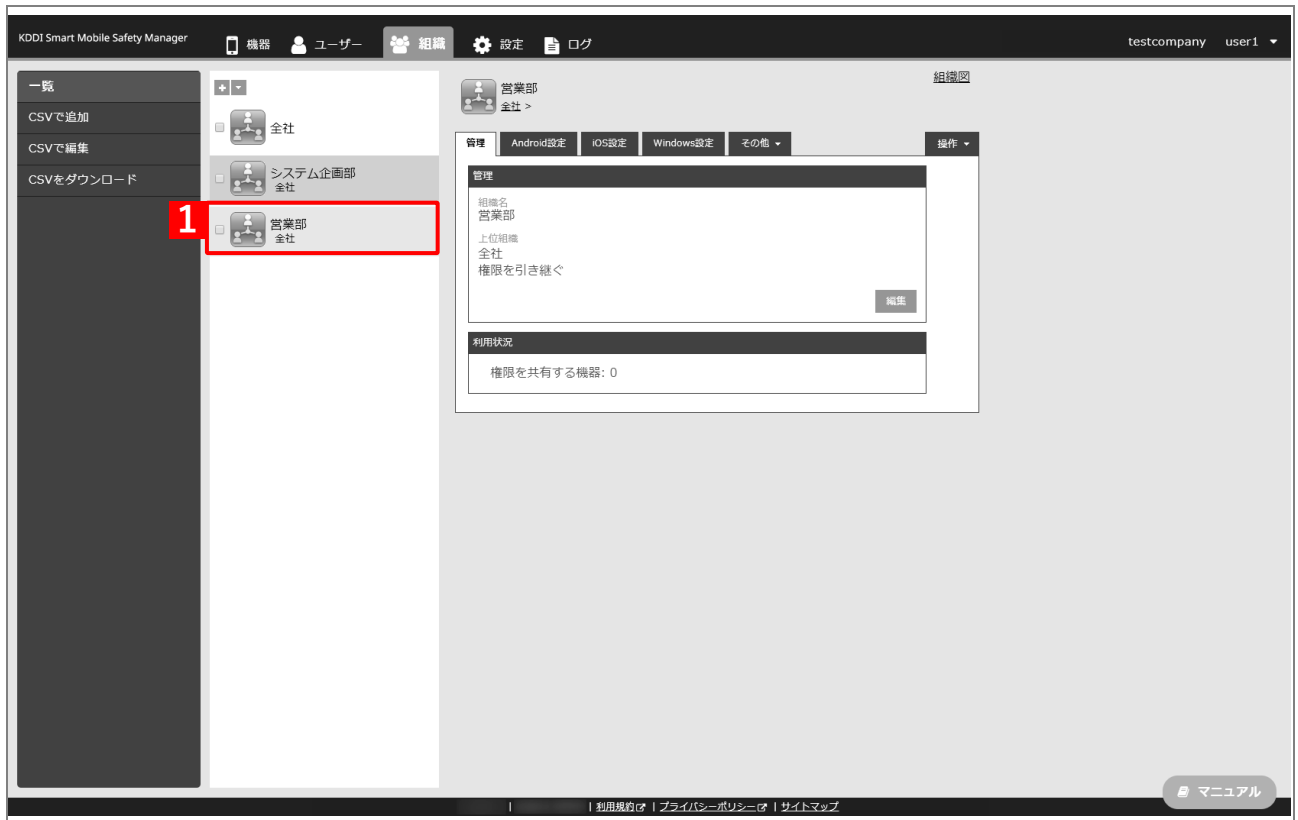 KDDI Smart Mobile Safety Manager
機器
ユーザー
組織
設定
ログ
testcompany
user1
一覧
CSVで追加
CSVで編集
CSVをダウンロード
全社
システム企画部
全社
1
営業部
全社
営業部
全社 >
組織図
管理
Android設定
iOS設定
Windows設定
その他
操作
管理
組織名
営業部
上位組織
全社
権限を引き継ぐ
編集
利用状況
権限を共有する機器: 0
マニュアル
| | 利用規約 | プライバシーポリシー | サイトマップ